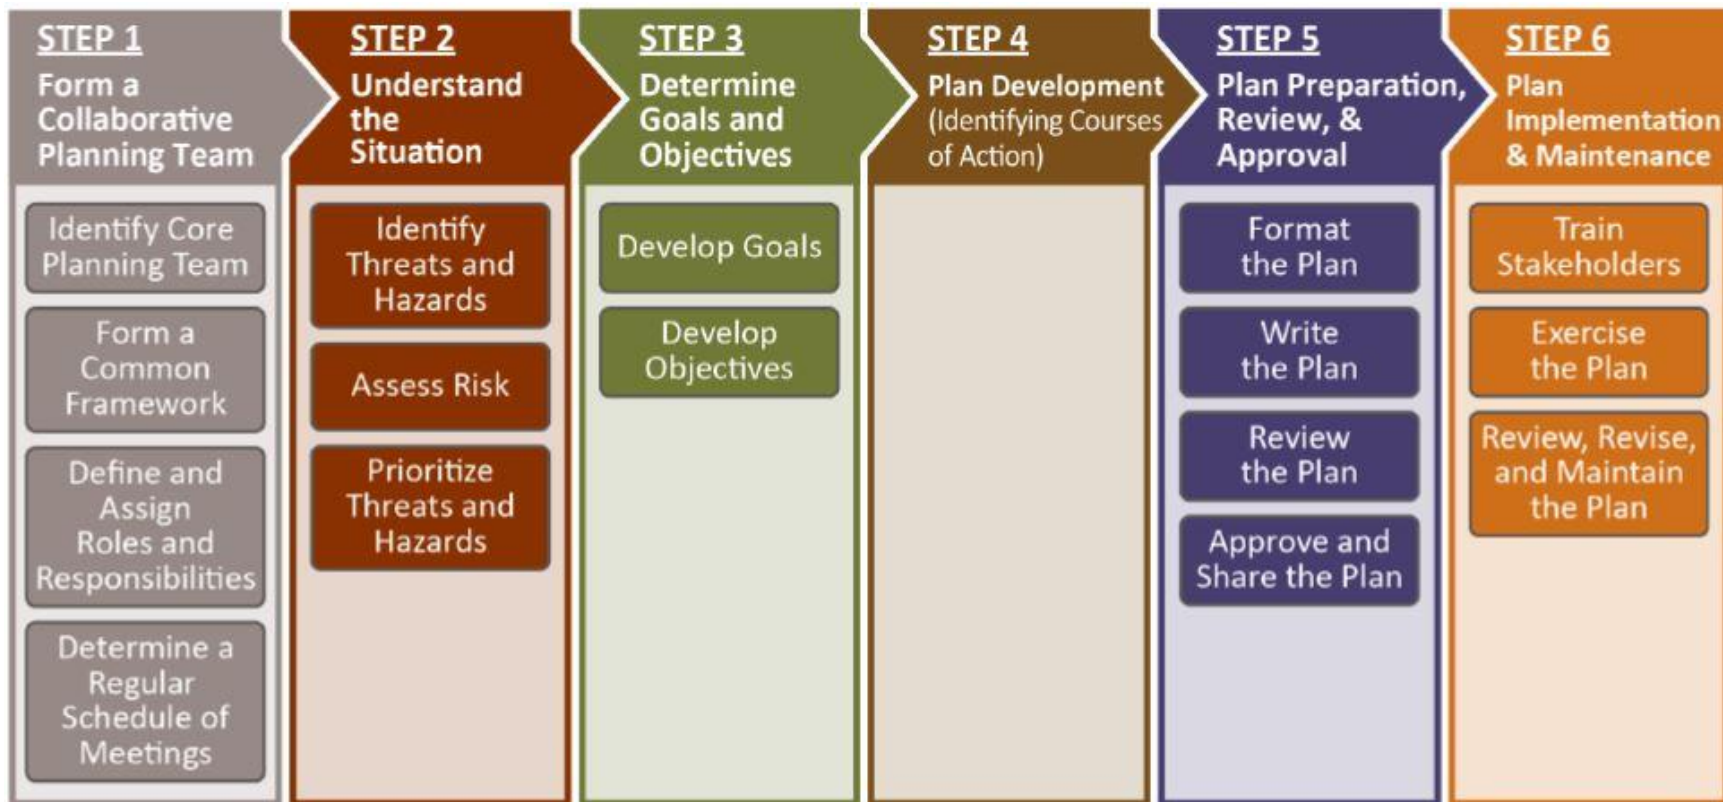 STEP 1
Form a
Collaborative
Planning Team
Identify Core
Planning Team
Form a
Common
Framework
Define and
Assign
Roles and
Responsibilities
Determine a
Regular
Schedule of
Meetings
STEP 2
Understand
the
Situation
Identify
Threats and
Hazards
Assess Risk
Prioritize
Threats and
Hazards
STEP 3
Determine
Goals and
Objectives
Develop Goals
Develop
Objectives
STEP 4
Plan Development
(Identifying Courses
of Action)
STEP 5
Plan Preparation,
Review, &
Approval
Format
the Plan
Write
the Plan
Review
the Plan
Approve and
Share the Plan
STEP 6
Plan
Implementation
& Maintenance
Train
Stakeholders
Exercise
the Plan
Review, Revise,
and Maintain
the Plan